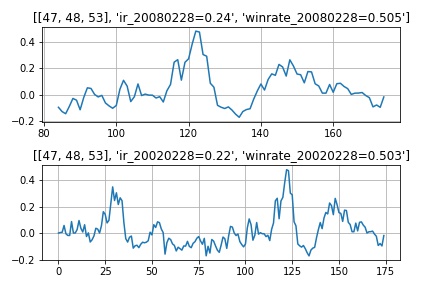 [[47, 48, 53], 'ir_20080228=0.24', 'winrate_20080228=0.505']
0.4
0.2
0.0
−0.2
80 100 120 140 160
[[47, 48, 53], 'ir_20020228=0.22', 'winrate_20020228=0.503']
0.4
0.2
0.0
−0.2
0 25 50 75 100 125 150 175